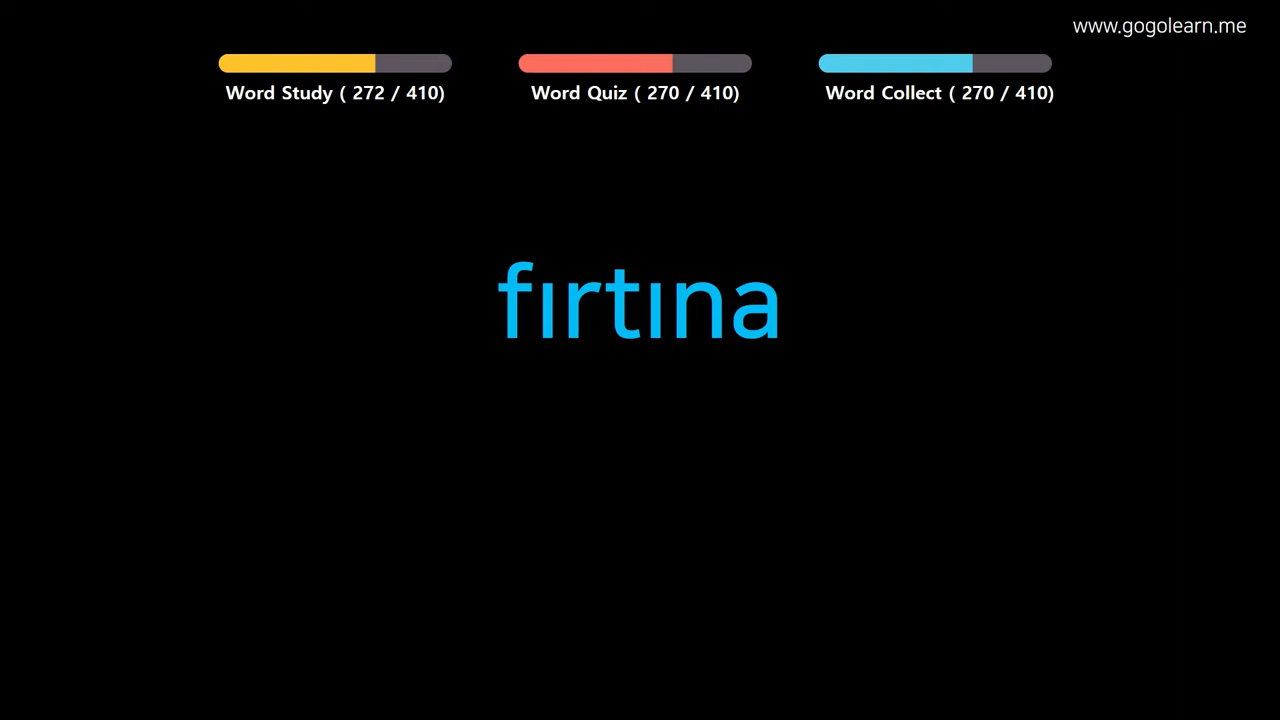 www.gogolearn.me
Word Study ( 272 / 410)
Word Quiz ( 270 / 410)
Word Collect ( 270 / 410)
fırtına